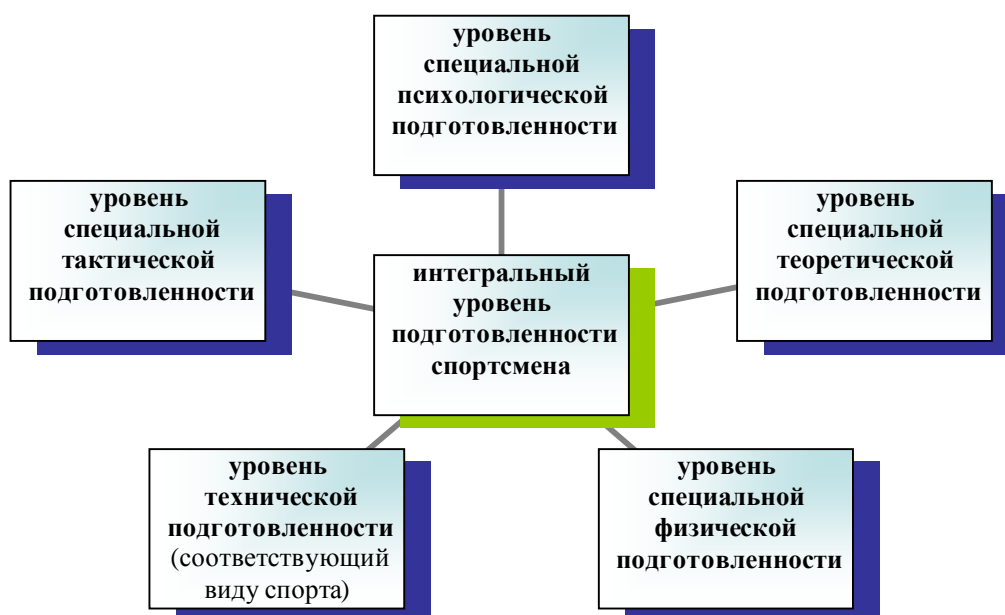 уровень
специальной
психологической
подготовленности
уровень
специальной
тактической
подготовленности
уровень
специальной
теоретической
подготовленности
интегральный
уровень
подготовленности
спортсмена
уровень
технической
подготовленности
(соответствующий
виду спорта)
уровень
специальной
физической
подготовленности